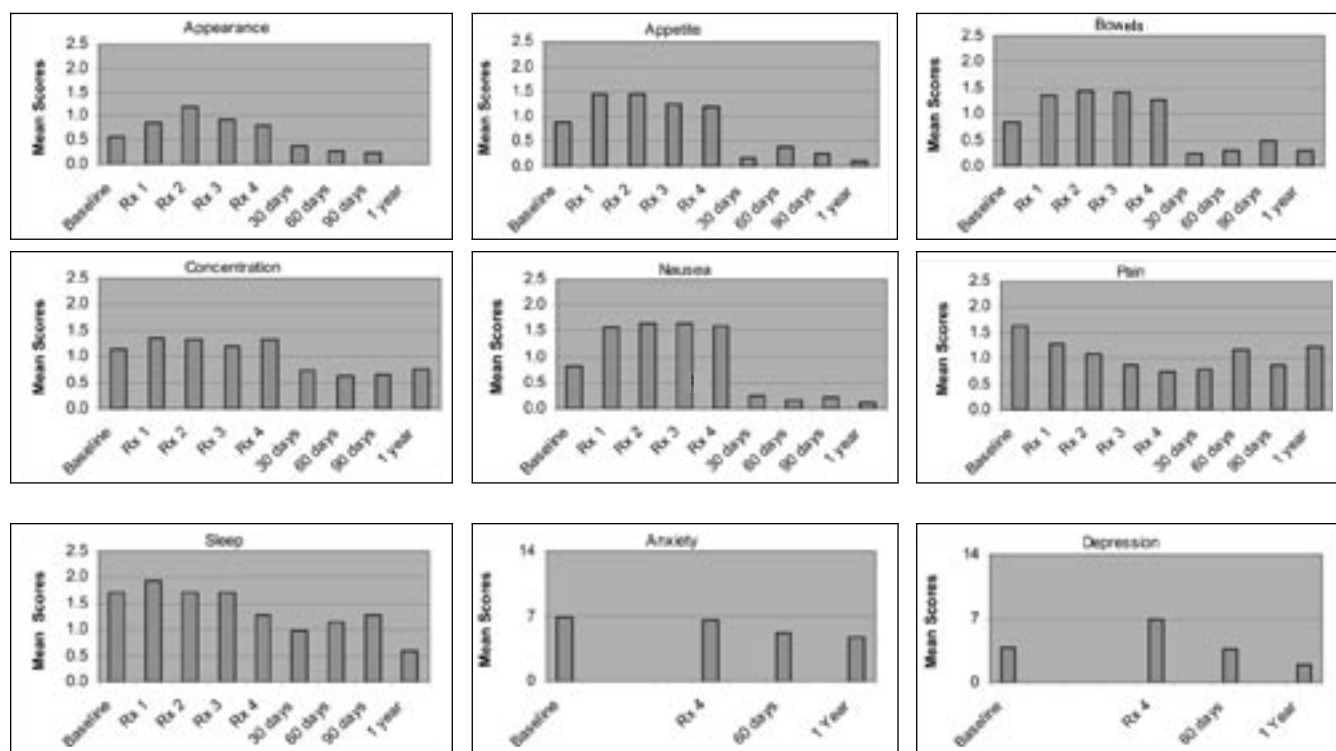 Appearance
Mean Scores
2.5
2.0
1.5
1.0
0.5
0.0
Baseline
Rx 1
Rx 2
Rx 3
Rx 4
30 days
60 days
90 days
1 year
Appetite
Mean Scores
2.5
2.0
1.5
1.0
0.5
0.0
Baseline
Rx 1
Rx 2
Rx 3
Rx 4
30 days
60 days
90 days
1 year
Bowels
Mean Scores
2.5
2.0
1.5
1.0
0.5
0.0
Baseline
Rx 1
Rx 2
Rx 3
Rx 4
30 days
60 days
90 days
1 year
Concentration
Mean Scores
2.5
2.0
1.5
1.0
0.5
0.0
Baseline
Rx 1
Rx 2
Rx 3
Rx 4
30 days
60 days
90 days
1 year
Nausea
Mean Scores
2.5
2.0
1.5
1.0
0.5
0.0
Baseline
Rx 1
Rx 2
Rx 3
Rx 4
30 days
60 days
90 days
1 year
Pain
Mean Scores
2.5
2.0
1.5
1.0
0.5
0.0
Baseline
Rx 1
Rx 2
Rx 3
Rx 4
30 days
60 days
90 days
1 year
Sleep
Mean Scores
2.5
2.0
1.5
1.0
0.5
0.0
Baseline
Rx 1
Rx 2
Rx 3
Rx 4
30 days
60 days
90 days
1 year
Anxiety
Mean Scores
14
7
0
Baseline
Rx 4
60 days
1 Year
Depression
Mean Scores
14
7
0
Baseline
Rx 4
60 days
1 Year